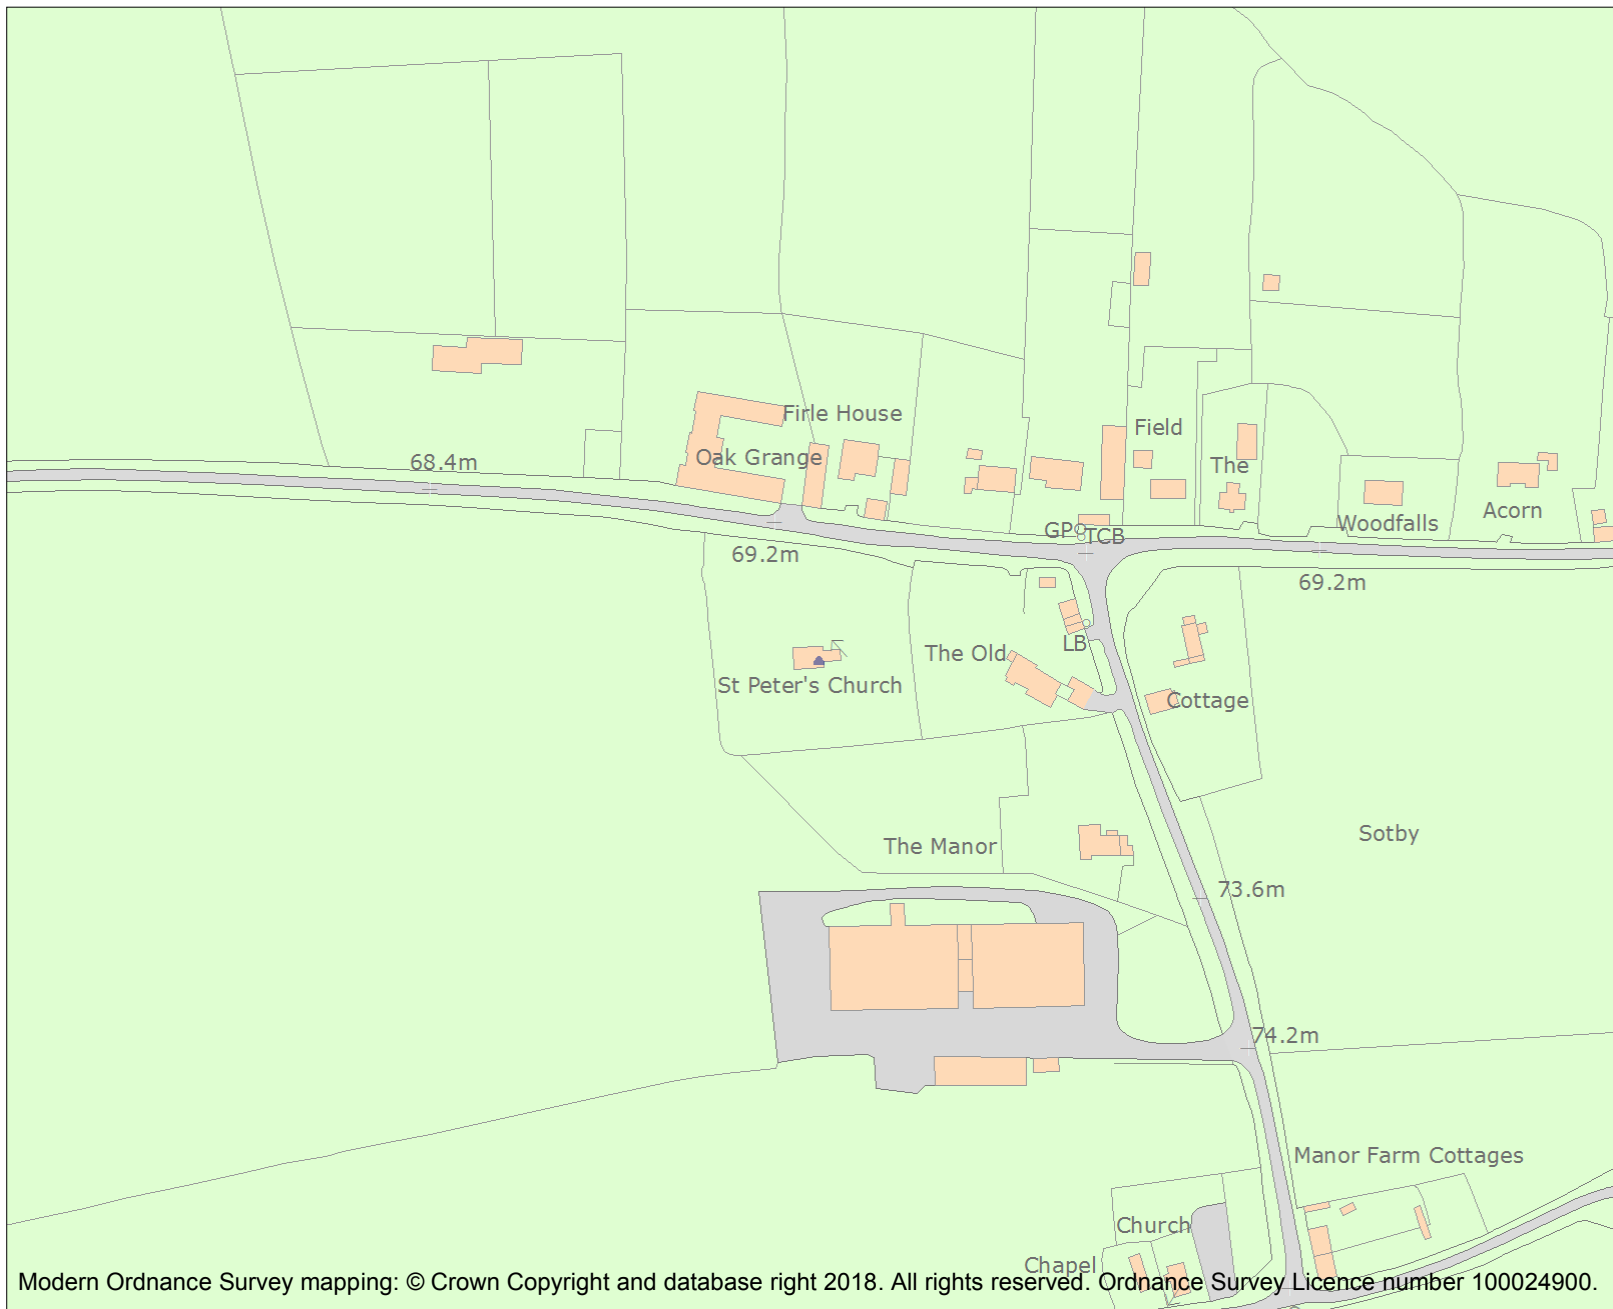 Firle House
Field
Oak Grange
68.4m
The
Acorn
Woodfalls
GP
TCB
69.2m
69.2m
LB
The Old
St Peter's Church
Cottage
Sotby
The Manor
73.6m
74.2m
Manor Farm Cottages
Church
Chapel
Modern Ordnance Survey mapping: © Crown Copyright and database right 2018. All rights reserved. Ordnance Survey Licence number 100024900.